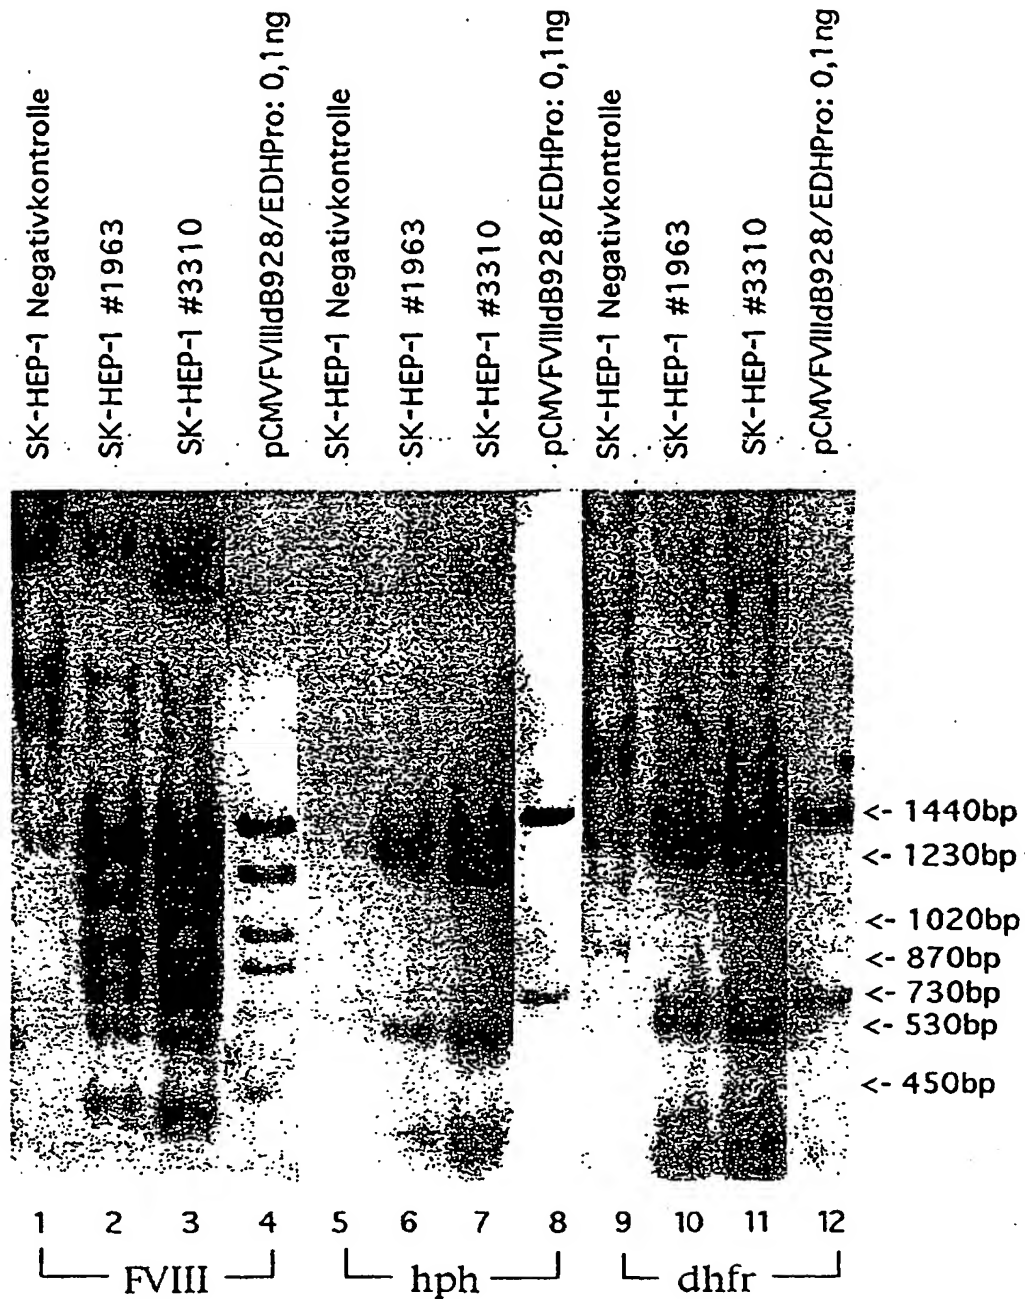 SK-HEP-1 Negativkontrolle
SK-HEP-1 #1963
SK-HEP-1 #3310
pCMVFVIIIdB928/EDHPro: 0,1ng
SK-HEP-1 Negativkontrolle
SK-HEP-1 #1963
SK-HEP-1 #3310
pCMVFVIIIdB928/EDHPro: 0,1ng
SK-HEP-1 Negativkontrolle
SK-HEP-1 #1963
SK-HEP-1 #3310
pCMVFVIIIdB928/EDHPro: 0,1ng
<- 1440bp
<- 1230bp
<- 1020bp
<- 870bp
<- 730bp
<- 530bp
<- 450bp
1 2 3 4 5 6 7 8 9 10 11 12
FVIII hph dhfr